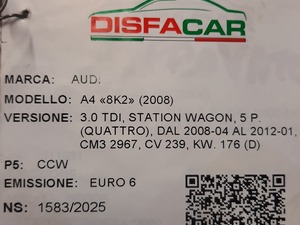 DISFACAR
MARCA: AUDI
MODELLO: A4 «8K2» (2008)
VERSIONE: 3.0 TDI, STATION WAGON, 5 P.
(QUATTRO), DAL 2008-04 AL 2012-01,
CM3 2967, CV 239, KW. 176 (D)
P5: CCW
EMISSIONE: EURO 6
NS: 1583/2025